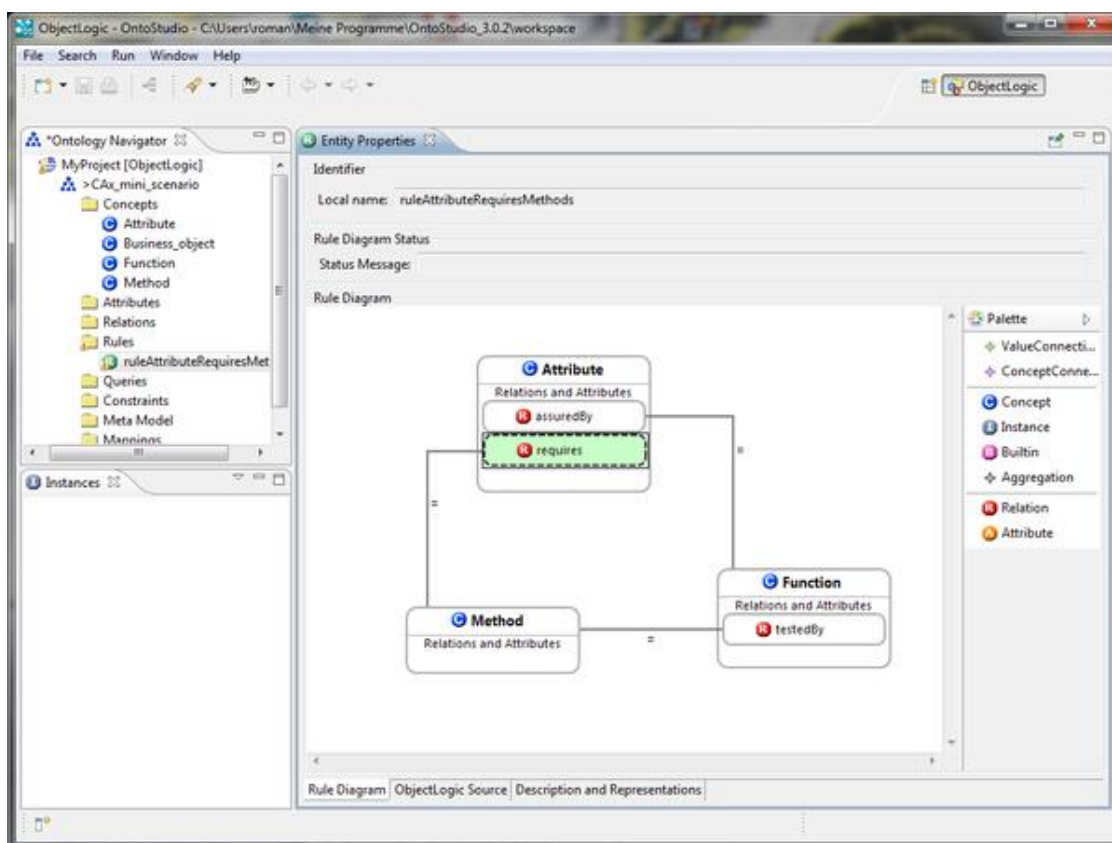 ObjectLogic - OntoStudio - C:\Users\roman\Meine Programme\OntoStudio_3.0.2\workspace
File Search Run Window Help
ObjectLogic
*Ontology Navigator
MyProject [ObjectLogic]
>CAx_mini_scenario
Concepts
Attribute
Business_object
Function
Method
Attributes
Relations
Rules
ruleAttributeRequiresMet
Queries
Constraints
Meta Model
Mappings
Instances
Entity Properties
Identifier
Local name: ruleAttributeRequiresMethods
Rule Diagram Status
Status Message:
Rule Diagram
Attribute
Relations and Attributes
assuredBy
requires
=
=
Function
Relations and Attributes
testedBy
Method
Relations and Attributes
=
Palette
ValueConnecti...
ConceptConne...
Concept
Instance
Builtin
Aggregation
Relation
Attribute
Rule Diagram ObjectLogic Source Description and Representations